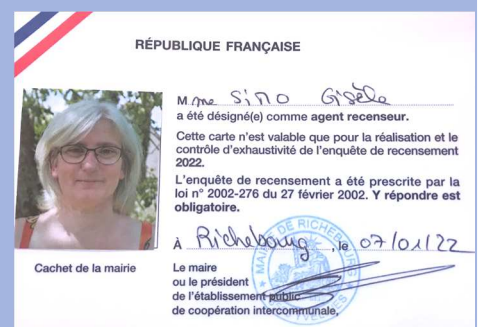 RÉPUBLIQUE FRANÇAISE
Mme Sino Gisèle
a été désigné(e) comme agent recenseur.
Cette carte n'est valable que pour la réalisation et le
contrôle d'exhaustivité de l'enquête de recensement
2022.
L'enquête de recensement a été prescrite par la
loi n° 2002-276 du 27 février 2002. Y répondre est
obligatoire.
À Richebourg, le 07/01/22
Cachet de la mairie
Le maire
ou le président
de l'établissement public
de coopération intercommunale,
MAIRIE DE RICHEBOURG
YVELINES